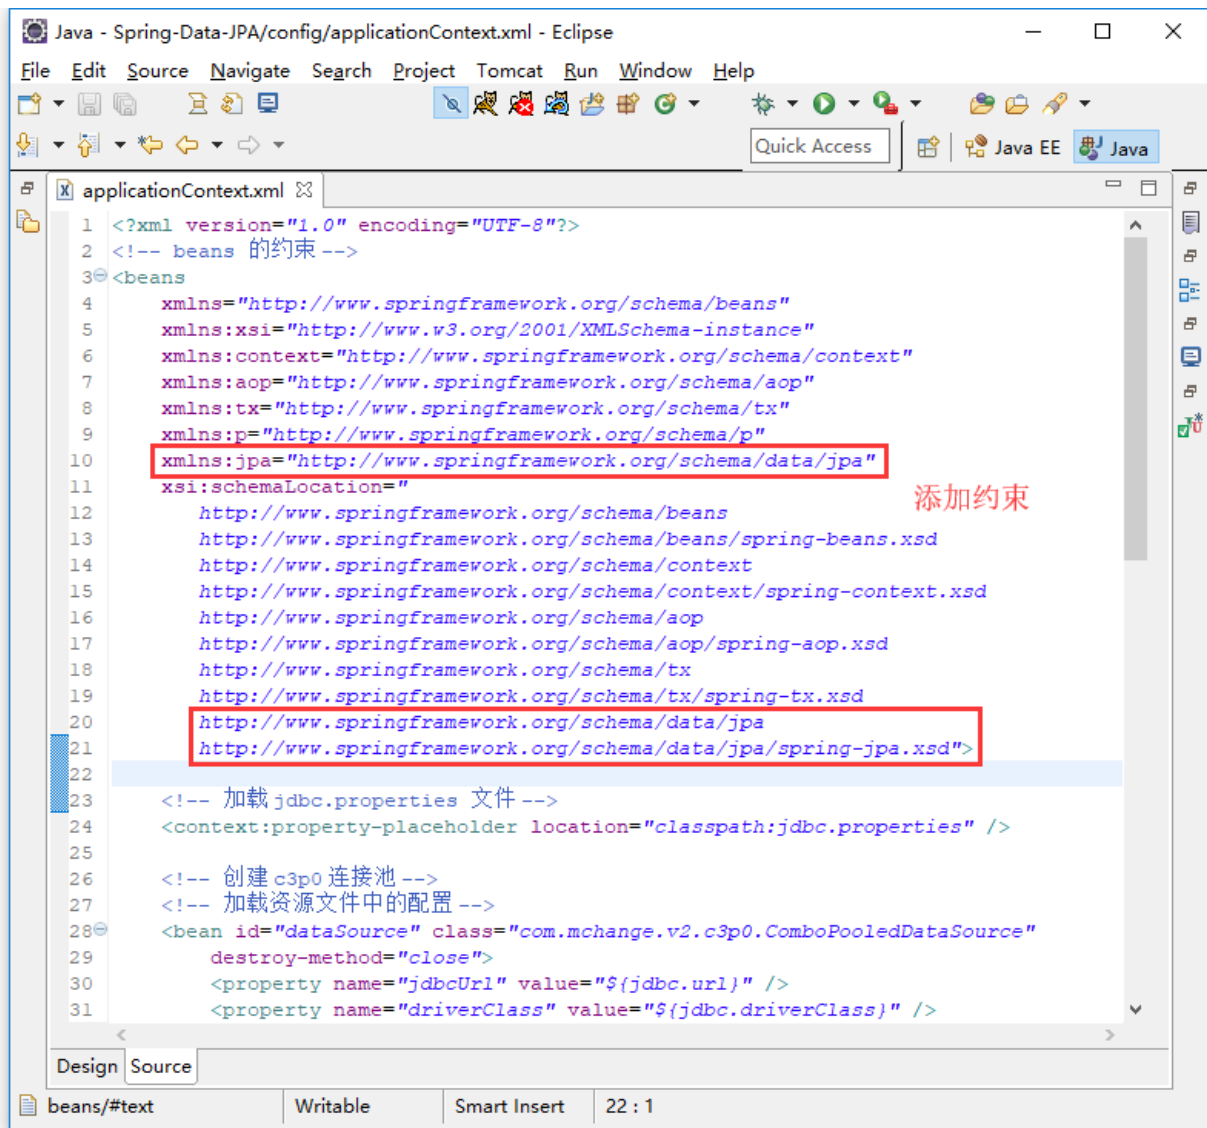 Java - Spring-Data-JPA/config/applicationContext.xml - Eclipse
File Edit Source Navigate Search Project Tomcat Run Window Help
Quick Access
Java EE
Java
applicationContext.xml
1 <?xml version="1.0" encoding="UTF-8"?>
2 <!-- beans 的约束 -->
3 <beans
4 xmlns="http://www.springframework.org/schema/beans"
5 xmlns:xsi="http://www.w3.org/2001/XMLSchema-instance"
6 xmlns:context="http://www.springframework.org/schema/context"
7 xmlns:aop="http://www.springframework.org/schema/aop"
8 xmlns:tx="http://www.springframework.org/schema/tx"
9 xmlns:p="http://www.springframework.org/schema/p"
10 xmlns:jpa="http://www.springframework.org/schema/data/jpa"
11 xsi:schemaLocation="
添加约束
12 http://www.springframework.org/schema/beans
13 http://www.springframework.org/schema/beans/spring-beans.xsd
14 http://www.springframework.org/schema/context
15 http://www.springframework.org/schema/context/spring-context.xsd
16 http://www.springframework.org/schema/aop
17 http://www.springframework.org/schema/aop/spring-aop.xsd
18 http://www.springframework.org/schema/tx
19 http://www.springframework.org/schema/tx/spring-tx.xsd
20 http://www.springframework.org/schema/data/jpa
21 http://www.springframework.org/schema/data/jpa/spring-jpa.xsd">
22
23 <!-- 加载 jdbc.properties 文件 -->
24 <context:property-placeholder location="classpath:jdbc.properties" />
25
26 <!-- 创建 c3p0 连接池 -->
27 <!-- 加载资源文件中的配置 -->
28 <bean id="dataSource" class="com.mchange.v2.c3p0.ComboPooledDataSource"
29 destroy-method="close">
30 <property name="jdbcUrl" value="${jdbc.url}" />
31 <property name="driverClass" value="${jdbc.driverClass}" />
Design Source
beans/#text Writable Smart Insert 22 : 1